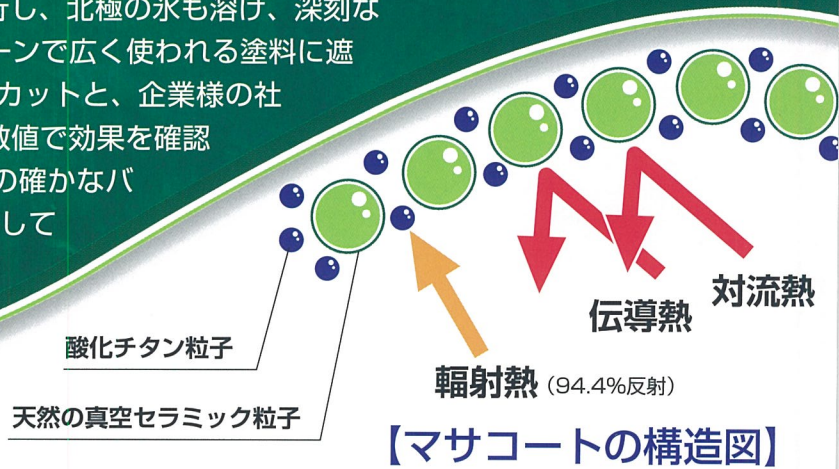 行し、北極の氷も溶け、深刻な
ーンで広く使われる塗料に遮
カットと、企業様の社
数値で効果を確認
の確かなバ
して
対流熱
伝導熱
酸化チタン粒子
輻射熱（94.4%反射）
天然の真空セラミック粒子
【マサコートの構造図】